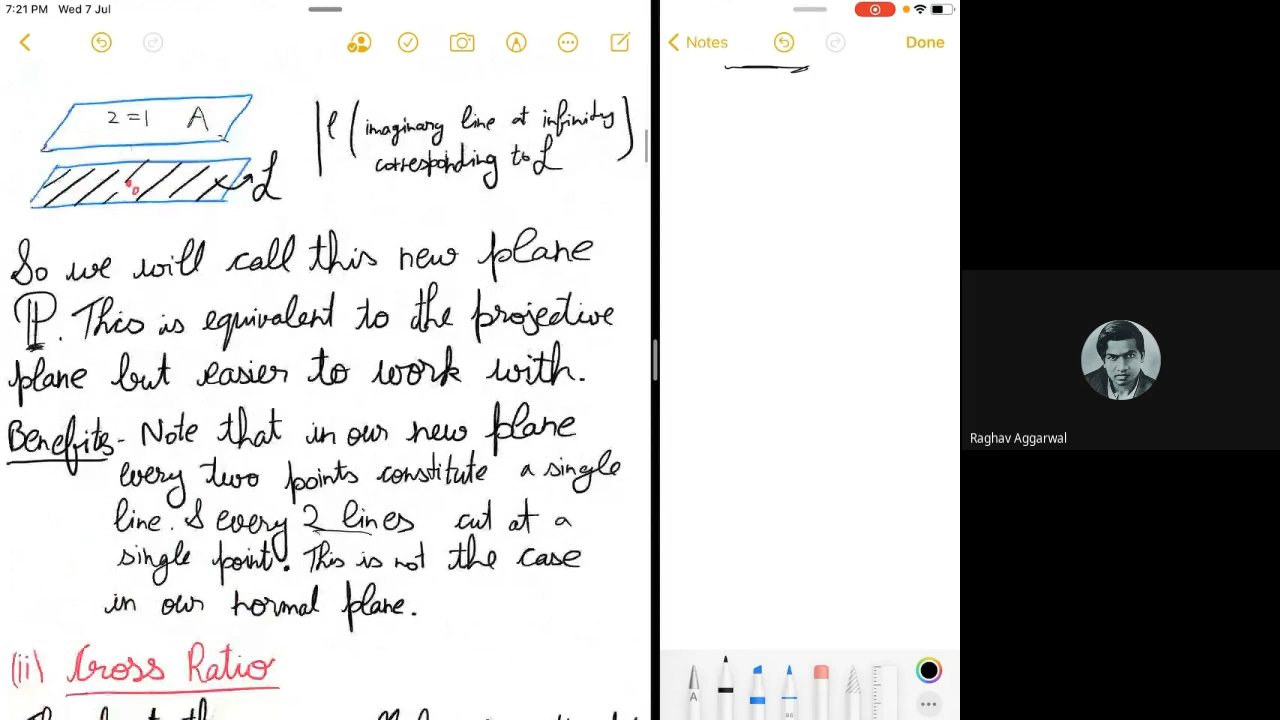 7:21 PM Wed 7 Jul
Notes
Done
z=1 A
L
l (imaginary line at infinity
corresponding to L)
So we will call this new plane
ℙ. This is equivalent to the projective
plane but easier to work with.
Benefits - Note that in our new plane
every two points constitute a single
line. & every 2 lines cut at a
single point. This is not the case
in our normal plane.
(ii) Cross Ratio
Raghav Aggarwal